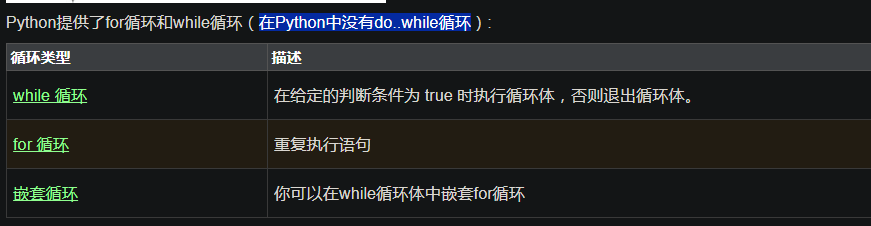 Python提供了for循环和while循环（在Python中没有do..while循环）:
循环类型 描述
while 循环 在给定的判断条件为 true 时执行循环体，否则退出循环体。
for 循环 重复执行语句
嵌套循环 你可以在while循环体中嵌套for循环